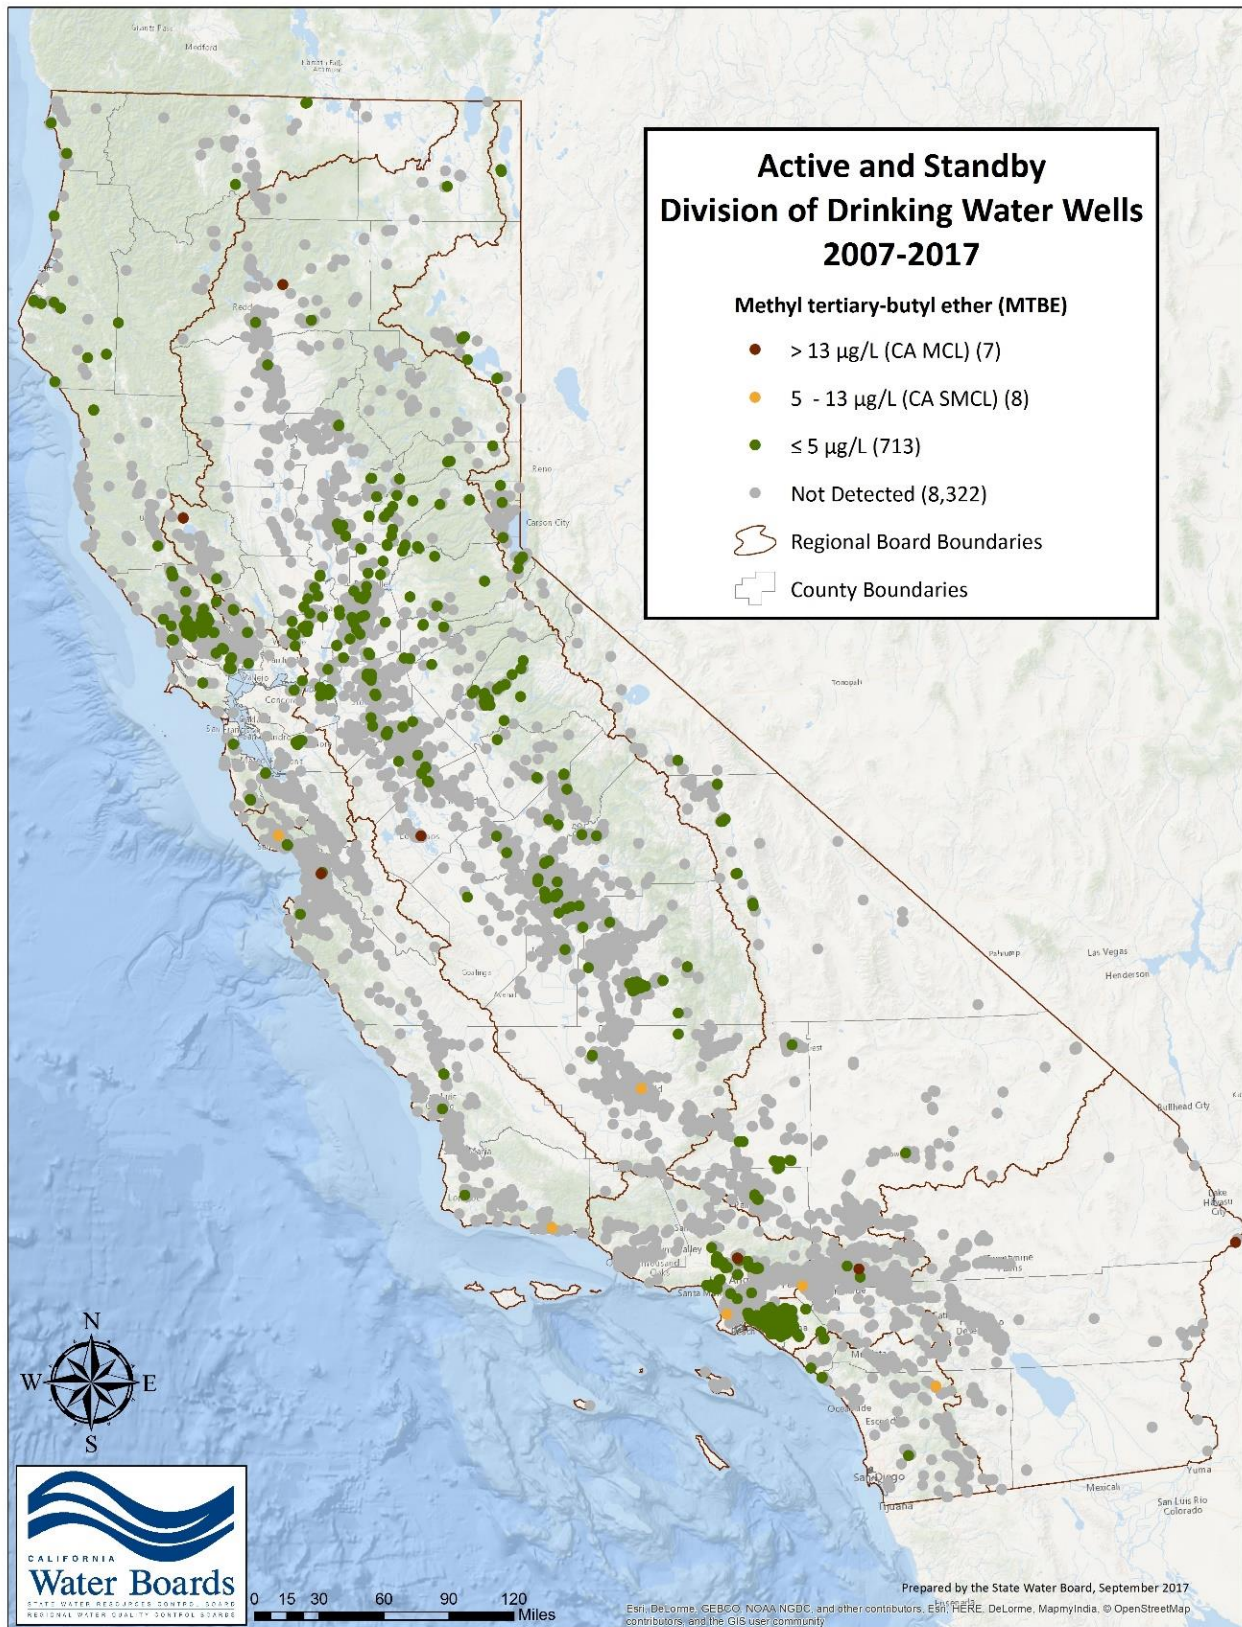 Grants Pass
Medford
Active and Standby
Division of Drinking Water Wells
2007-2017
Methyl tertiary-butyl ether (MTBE)
> 13 µg/L (CA MCL) (7)
5 - 13 µg/L (CA SMCL) (8)
≤ 5 µg/L (713)
Not Detected (8,322)
Regional Board Boundaries
County Boundaries
Reno
Carson City
Vallejo
Tonopah
Coalinga
Avenal
Pahrump
Las Vegas
Henderson
Bullhead City
Lake
Havasu
City
Oaks
San Diego
Tijuana
Mexicali
Yuma
San Luis Rio
Colorado
Ensenada
N
W
E
S
CALIFORNIA
Water Boards
STATE WATER RESOURCES CONTROL BOARD
REGIONAL WATER QUALITY CONTROL BOARDS
0 15 30 60 90 120
Miles
Prepared by the State Water Board, September 2017
Esri, DeLorme, GEBCO, NOAA NGDC, and other contributors, Esri, HERE, DeLorme, MapmyIndia, © OpenStreetMap
contributors, and the GIS user community